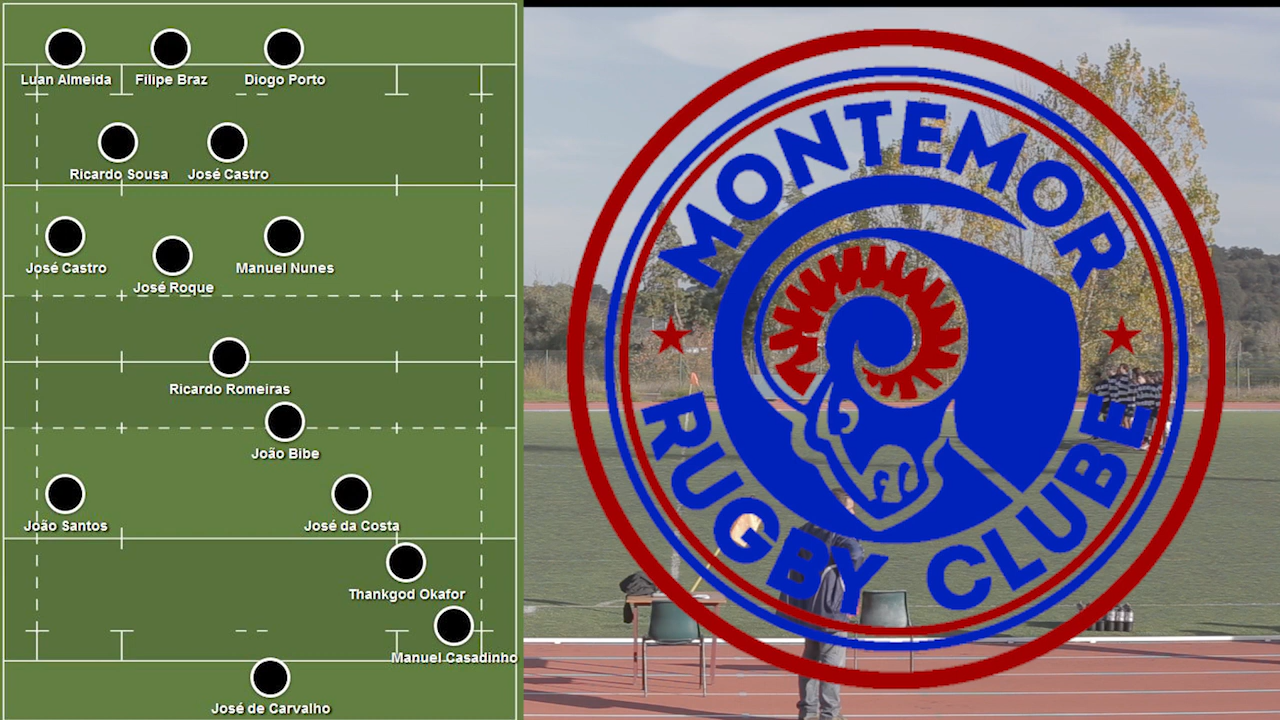 Luan Almeida
Filipe Braz
Diogo Porto
Ricardo Sousa
José Castro
José Castro
José Roque
Manuel Nunes
Ricardo Romeiras
João Bibe
João Santos
José da Costa
Thankgod Okafor
Manuel Casadinho
José de Carvalho
MONTEMOR
RUGBY CLUBE